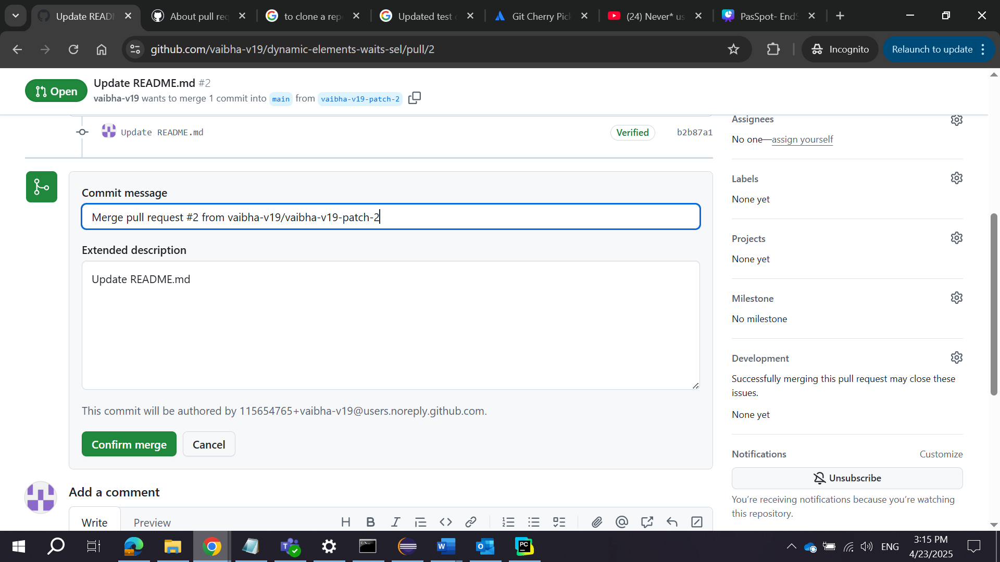 Update READ
About pull req
to clone a rep
Updated test c
Git Cherry Pick
(24) Never* us
PasSpot- EndS
github.com/vaibha-v19/dynamic-elements-waits-sel/pull/2
Incognito
Relaunch to update
Open
Update README.md #2
vaibha-v19 wants to merge 1 commit into main from vaibha-v19-patch-2
Update README.md
Verified
b2b87a1
Commit message
Merge pull request #2 from vaibha-v19/vaibha-v19-patch-2
Extended description
Update README.md
This commit will be authored by 115654765+vaibha-v19@users.noreply.github.com.
Confirm merge
Cancel
Add a comment
Write
Preview
Assignees
No one—assign yourself
Labels
None yet
Projects
None yet
Milestone
No milestone
Development
Successfully merging this pull request may close these
issues.
None yet
Notifications
Customize
Unsubscribe
You’re receiving notifications because you’re watching
this repository.
ENG
3:15 PM
4/23/2025